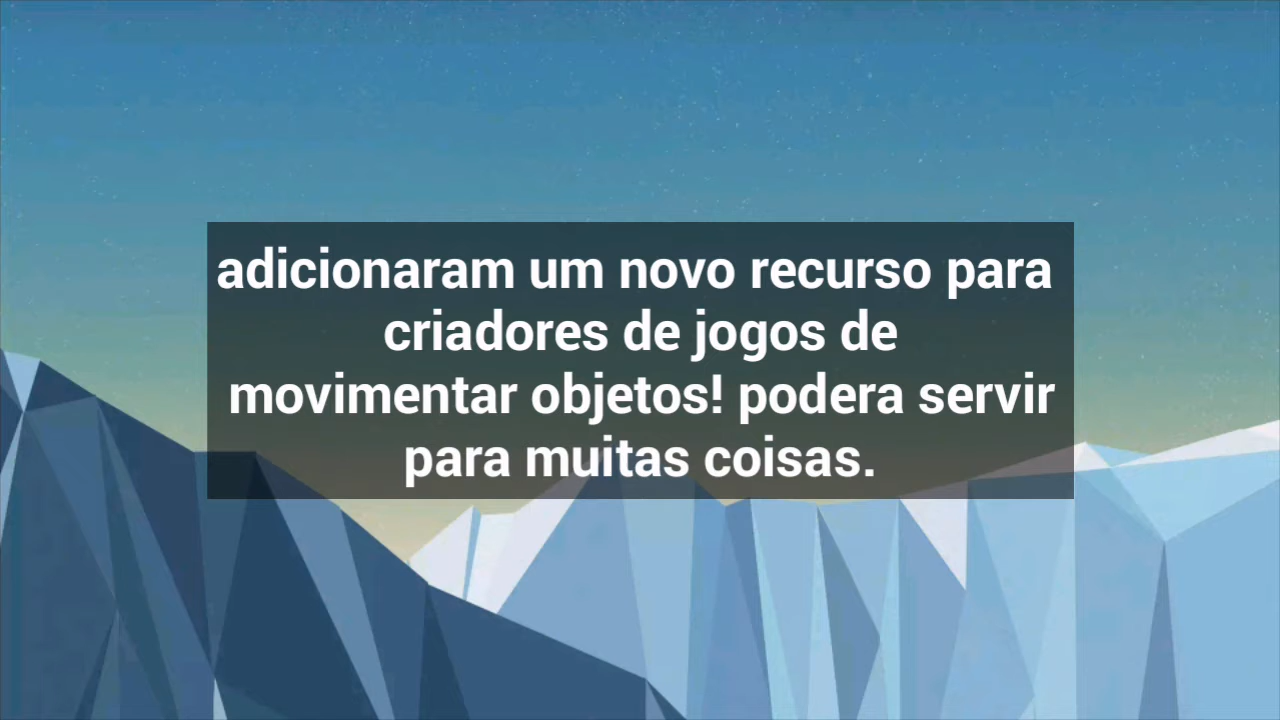 adicionaram um novo recurso para
criadores de jogos de
movimentar objetos! podera servir
para muitas coisas.